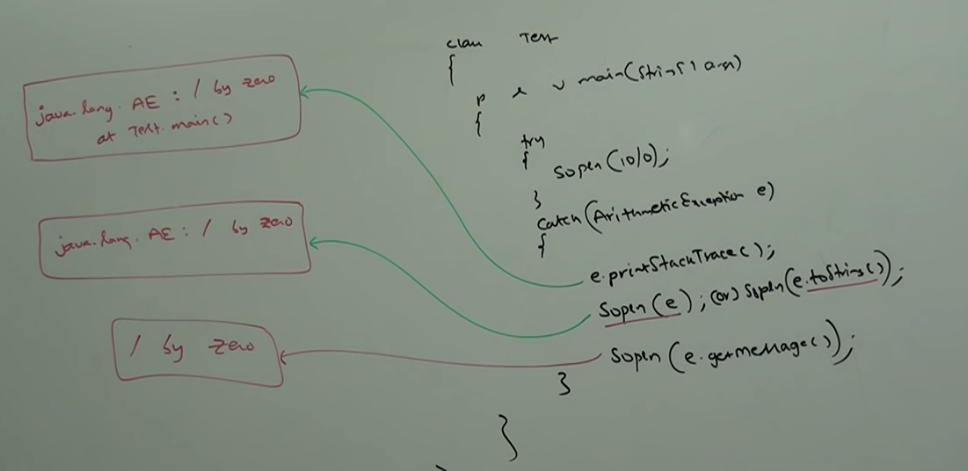 class Test
{
p s v main(String[] args)
{
try
{
Sopln(10/0);
}
catch(ArithmeticException e)
{
e.printStackTrace();
Sopln(e); (or) Sopln(e.toString());
Sopln(e.getMessage());
}
}
java.lang.AE : / by zero
at Test.main()
java.lang.AE : / by zero
/ by zero